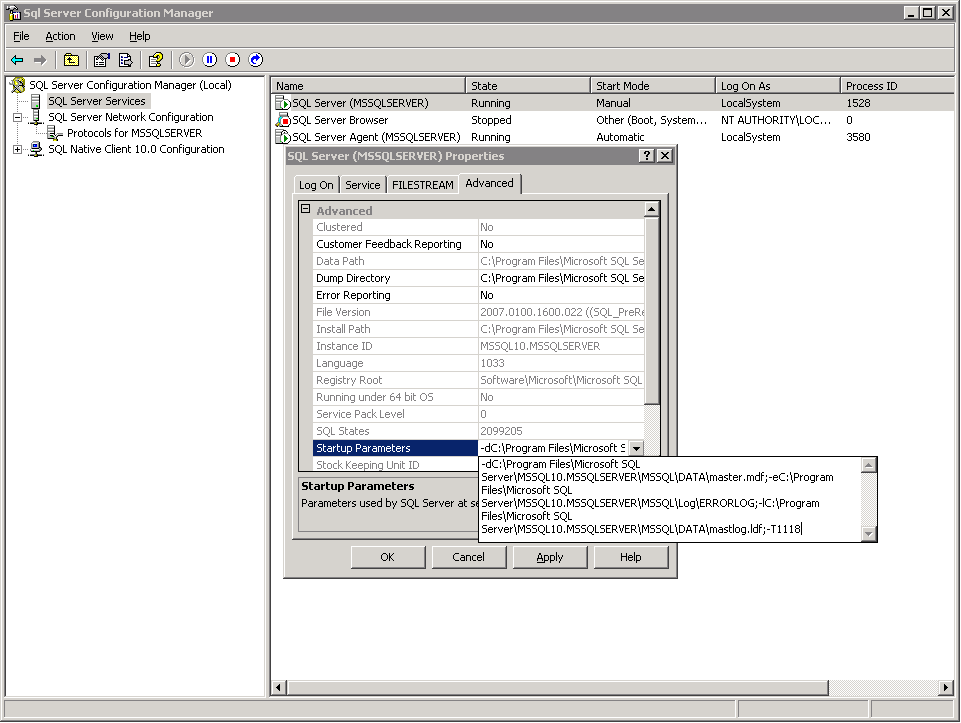 Sql Server Configuration Manager
File Action View Help
SQL Server Configuration Manager (Local)
SQL Server Services
SQL Server Network Configuration
Protocols for MSSQLSERVER
SQL Native Client 10.0 Configuration
Name State Start Mode Log On As Process ID
SQL Server (MSSQLSERVER) Running Manual LocalSystem 1528
SQL Server Browser Stopped Other (Boot, System... NT AUTHORITY\LOC... 0
SQL Server Agent (MSSQLSERVER) Running Automatic LocalSystem 3580
SQL Server (MSSQLSERVER) Properties
Log On Service FILESTREAM Advanced
Advanced
Clustered No
Customer Feedback Reporting No
Data Path C:\Program Files\Microsoft SQL Se
Dump Directory C:\Program Files\Microsoft SQL Se
Error Reporting No
File Version 2007.0100.1600.022 ((SQL_PreRe
Install Path C:\Program Files\Microsoft SQL Se
Instance ID MSSQL10.MSSQLSERVER
Language 1033
Registry Root Software\Microsoft\Microsoft SQL
Running under 64 bit OS No
Service Pack Level 0
SQL States 2099205
Startup Parameters -dC:\Program Files\Microsoft S
Stock Keeping Unit ID
-dC:\Program Files\Microsoft SQL
Server\MSSQL10.MSSQLSERVER\MSSQL\DATA\master.mdf;-eC:\Program
Files\Microsoft SQL
Server\MSSQL10.MSSQLSERVER\MSSQL\Log\ERRORLOG;-lC:\Program
Files\Microsoft SQL
Server\MSSQL10.MSSQLSERVER\MSSQL\DATA\mastlog.ldf;-T1118
Startup Parameters
Parameters used by SQL Server at se
OK Cancel Apply Help